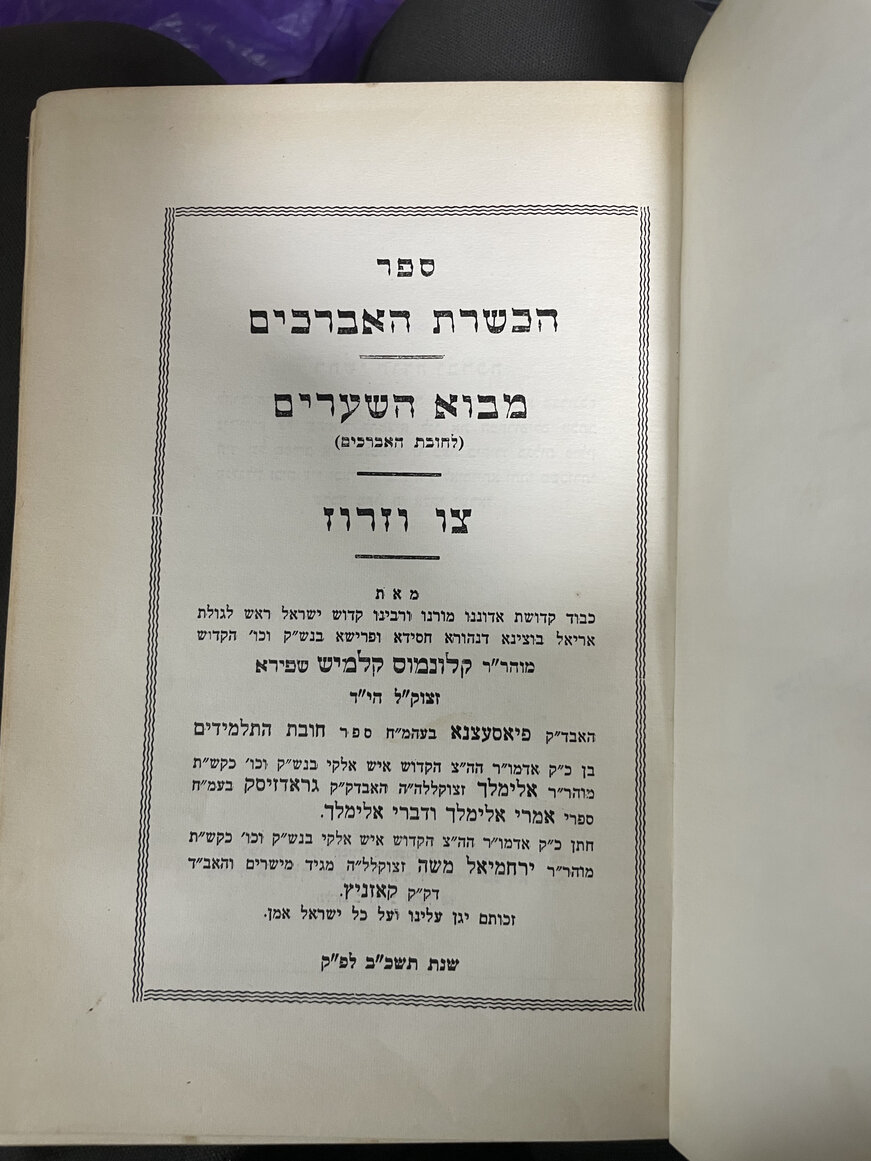 ספר
הכשרת האברכים
מבוא השערים
(לחובת האברכים)
צו וזרוז
מאת
כבוד קדושת אדוננו מורנו ורבינו קדוש ישראל ראש לגולת
אריאל בוצינא דנהורא חסידא ופרישא בנש״ק וכו׳ הקדוש
מוהר״ר קלונמוס קלמיש שפירא
זצוק״ל הי״ד
האבד״ק פיאסעצנא בעהמ״ח ספר חובת התלמידים
בן כ״ק אדמו״ר הה״צ הקדוש איש אלקי בנש״ק וכו׳ כקש״ת
מוהר״ר אלימלך זצוקללה״ה האבדק״ק גראדזיסק בעמ״ח
ספרי אמרי אלימלך ודברי אלימלך.
חתן כ״ק אדמו״ר הה״צ הקדוש איש אלקי בנש״ק וכו׳ כקש״ת
מוהר״ר ירחמיאל משה זצוקלל״ה מגיד מישרים והאב״ד
דק״ק קאזניץ.
זכותם יגן עלינו ועל כל ישראל אמן.
שנת תשכ״ב לפ״ק